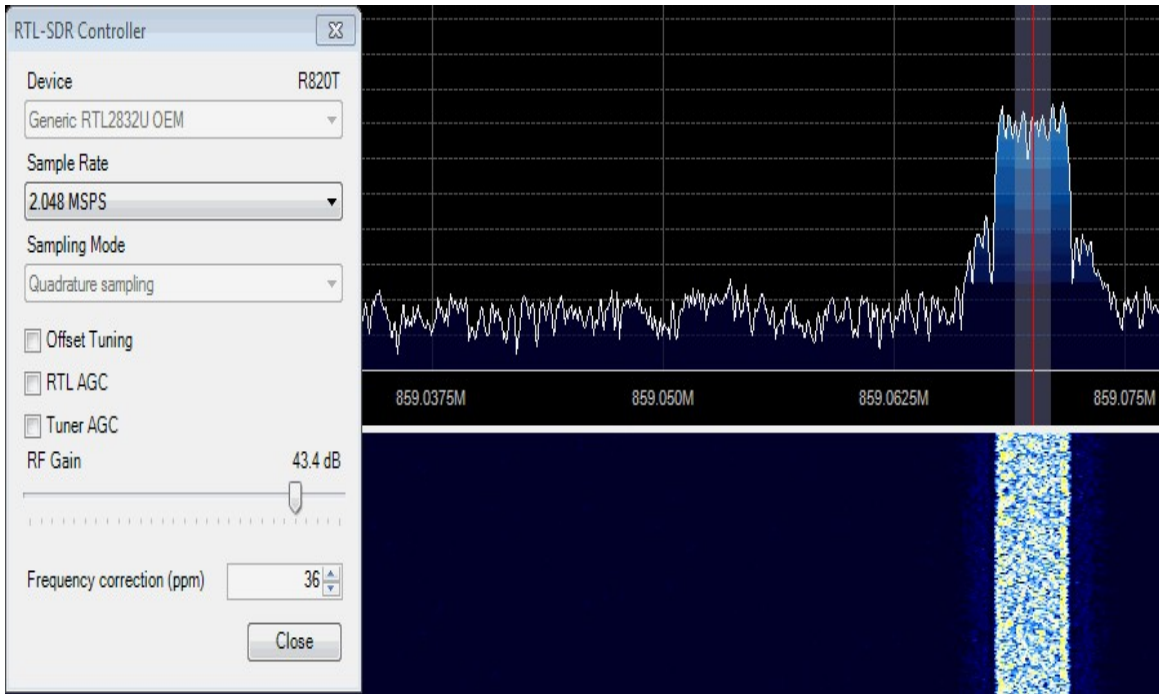 RTL-SDR Controller
Device R820T
Generic RTL2832U OEM
Sample Rate
2.048 MSPS
Sampling Mode
Quadrature sampling
Offset Tuning
RTL AGC
Tuner AGC
RF Gain 43.4 dB
Frequency correction (ppm) 36
Close
859.0375M 859.050M 859.0625M 859.075M